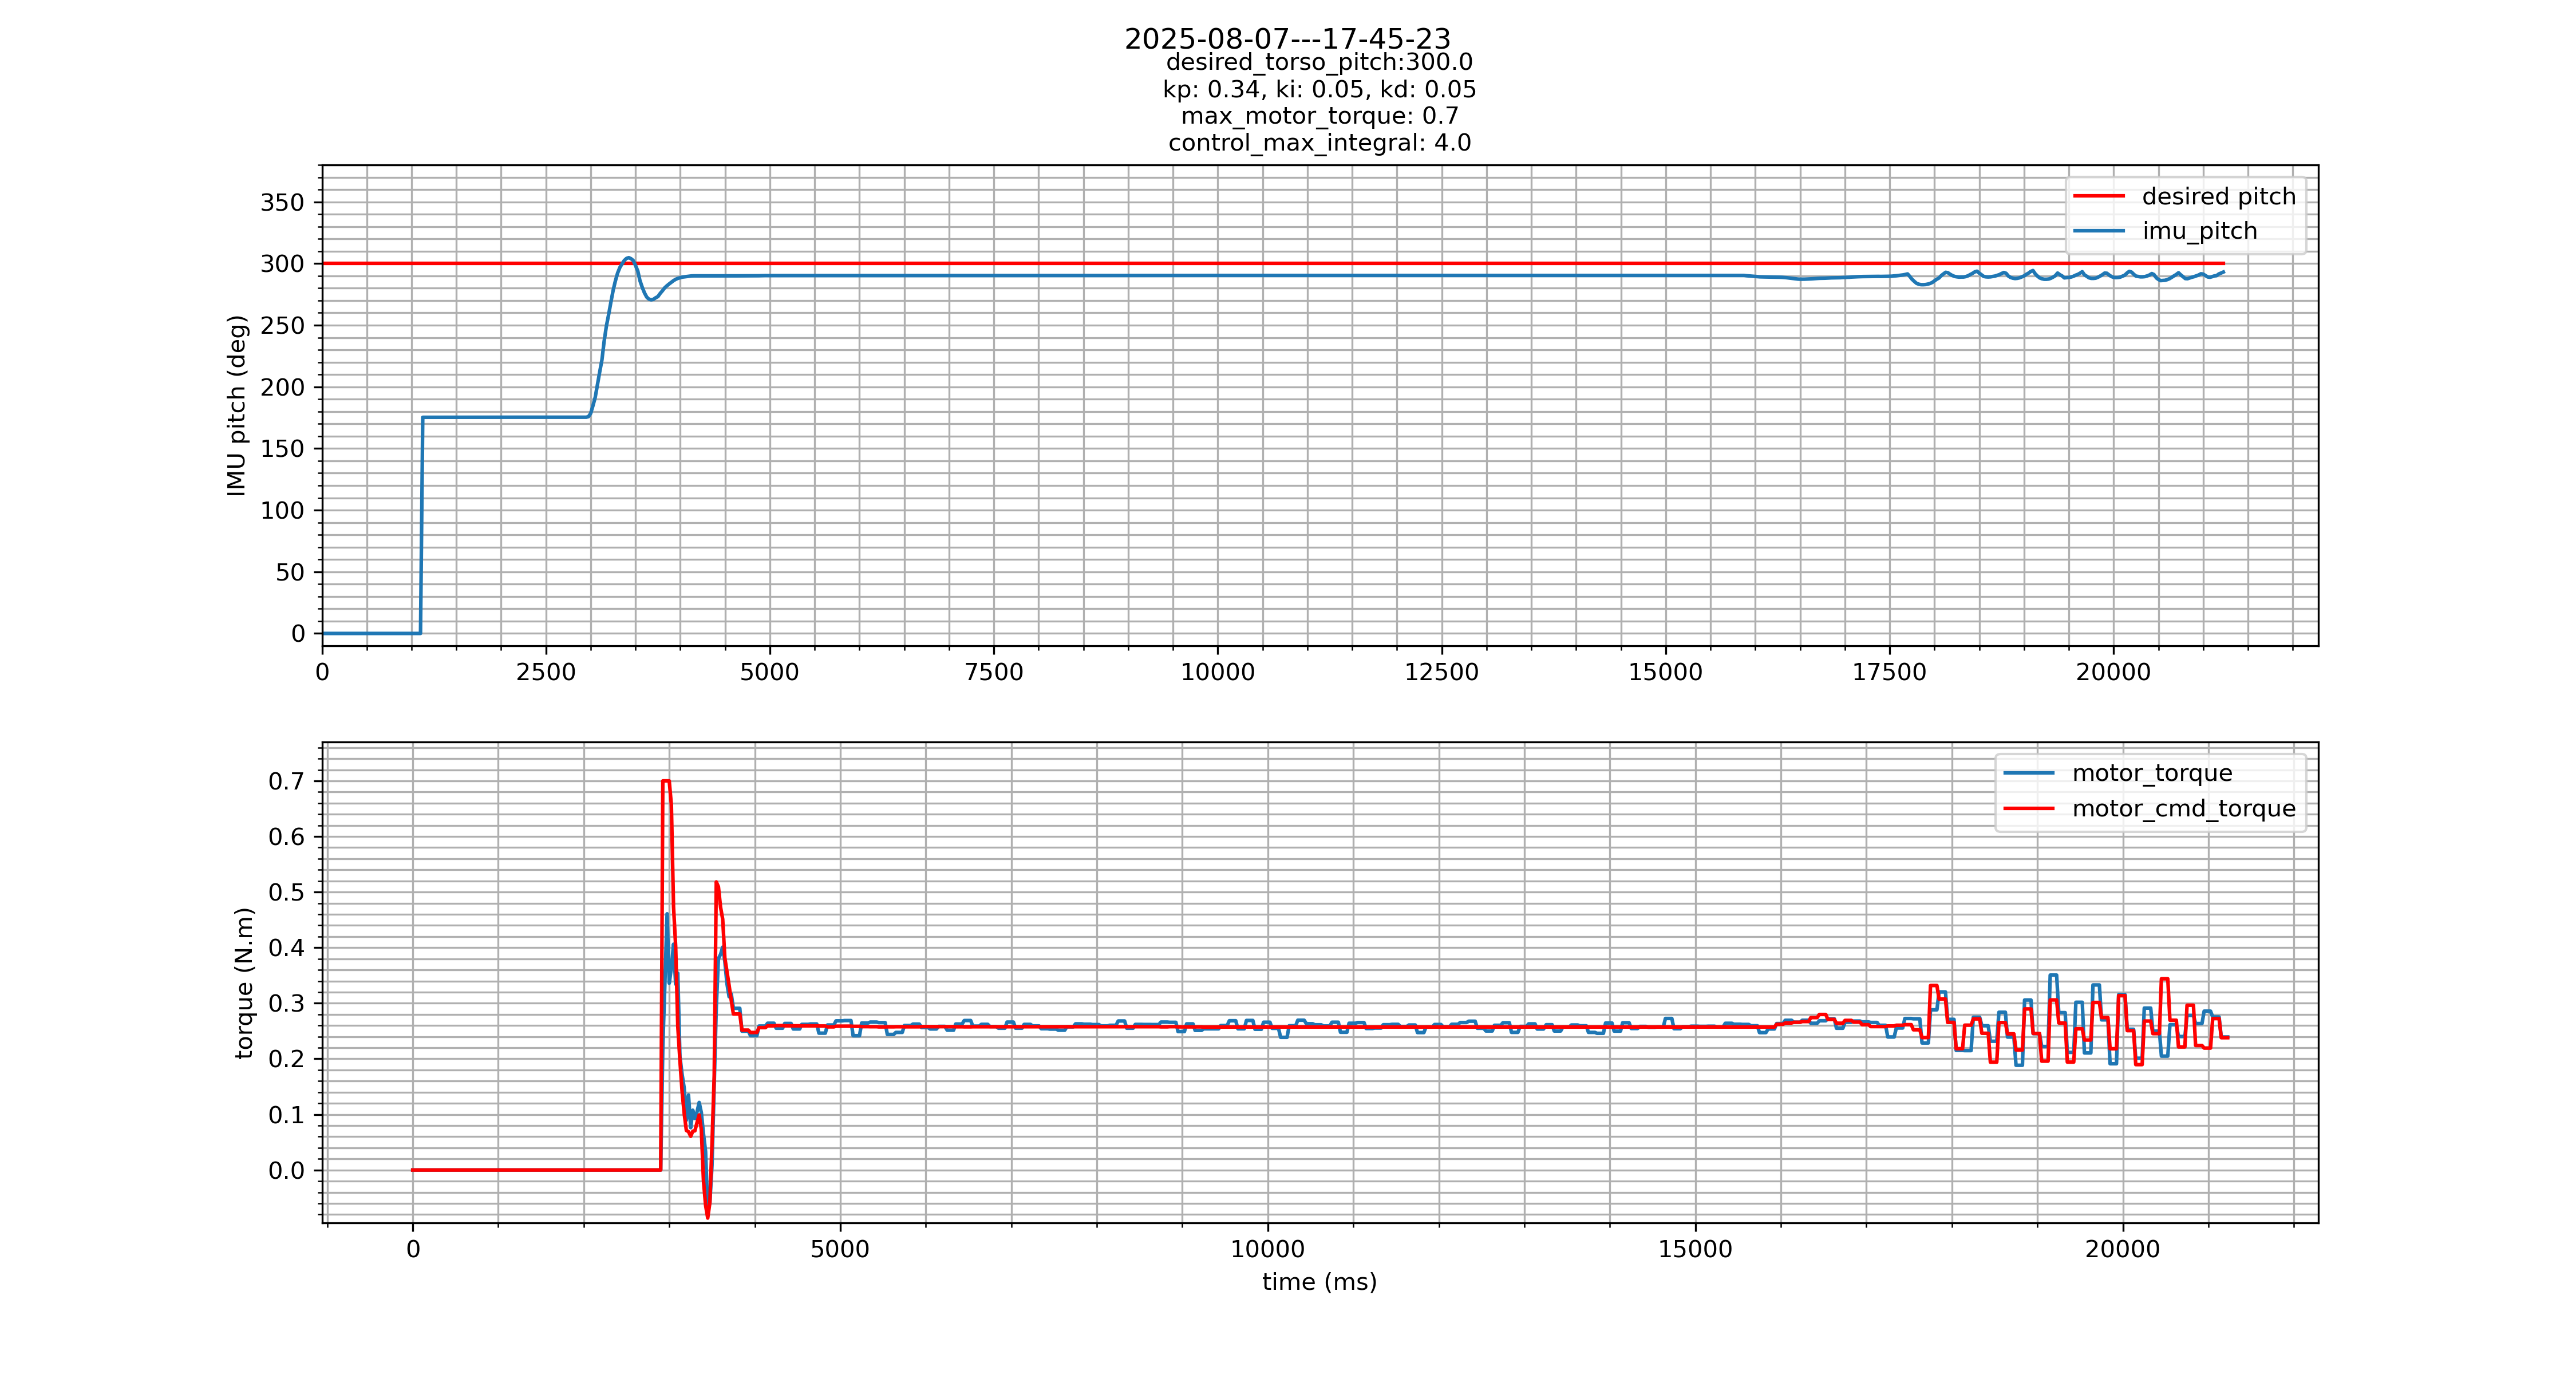 2025-08-07---17-45-23
desired_torso_pitch:300.0
kp: 0.34, ki: 0.05, kd: 0.05
max_motor_torque: 0.7
control_max_integral: 4.0
desired pitch
imu_pitch
IMU pitch (deg)
350
300
250
200
150
100
50
0
0 2500 5000 7500 10000 12500 15000 17500 20000
motor_torque
motor_cmd_torque
torque (N.m)
0.7
0.6
0.5
0.4
0.3
0.2
0.1
0.0
0 5000 10000 15000 20000
time (ms)